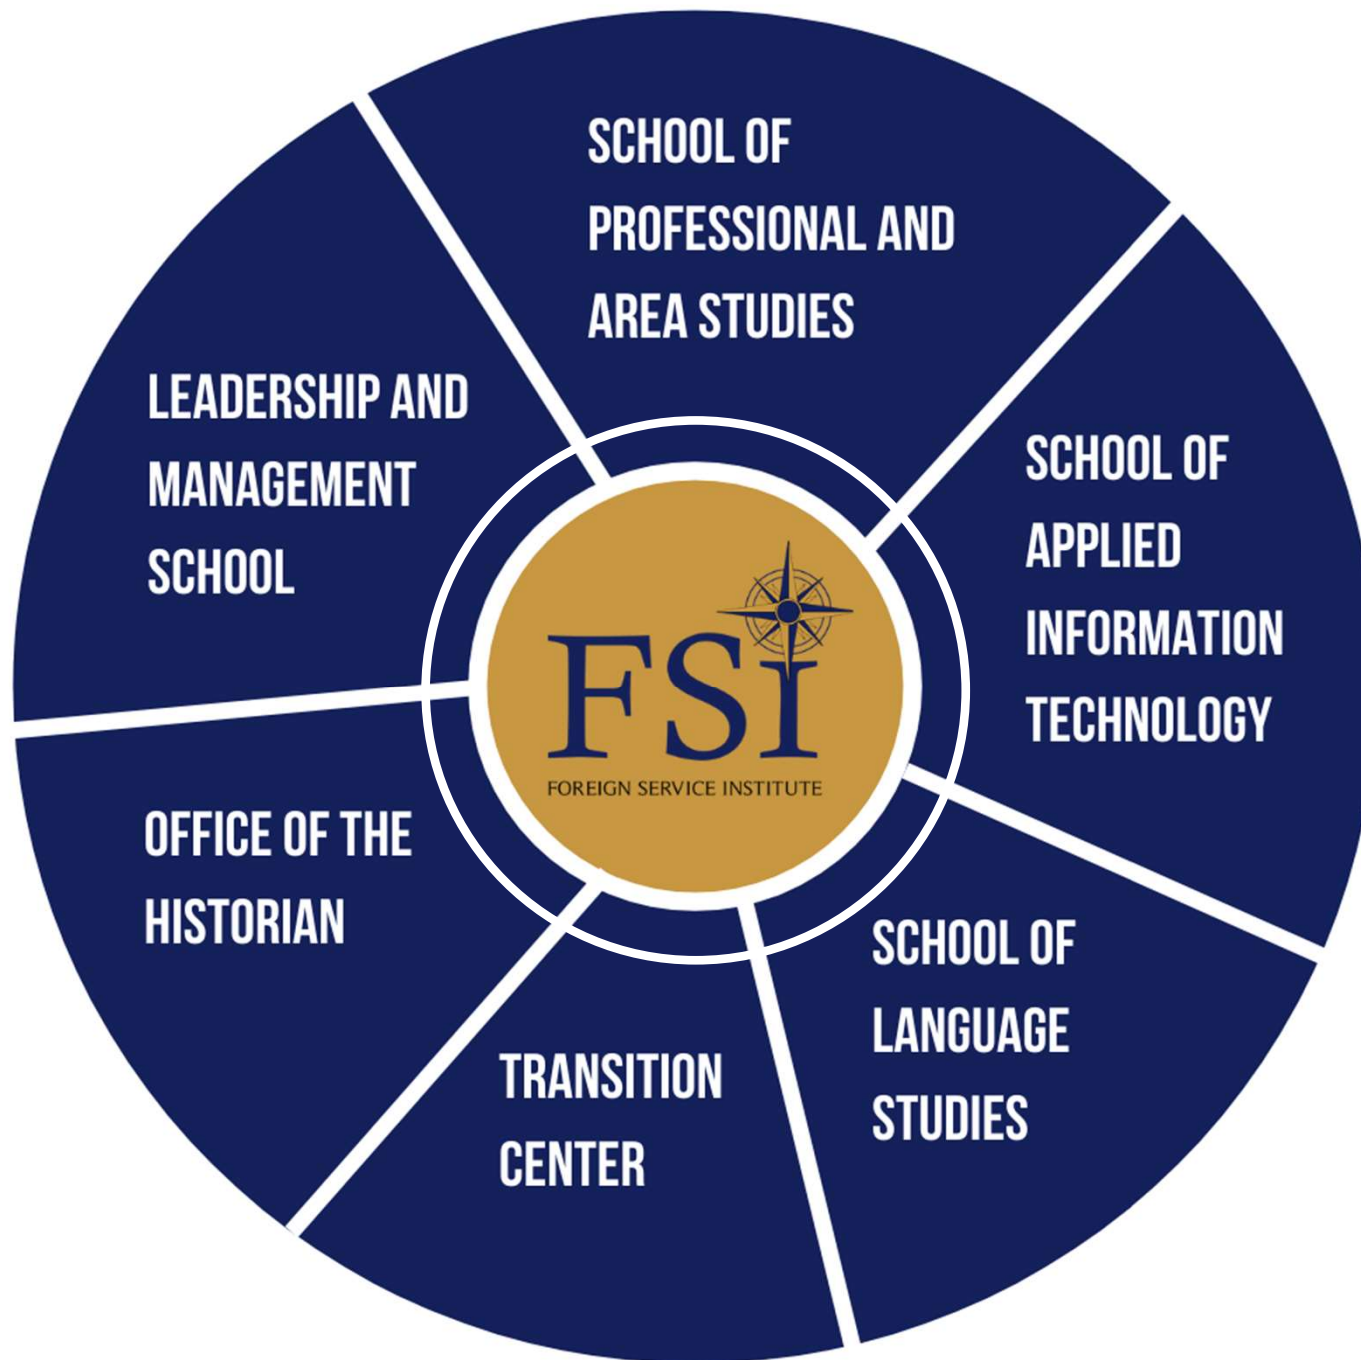 SCHOOL OF
PROFESSIONAL AND
AREA STUDIES
SCHOOL OF
APPLIED
INFORMATION
TECHNOLOGY
SCHOOL OF
LANGUAGE
STUDIES
TRANSITION
CENTER
OFFICE OF THE
HISTORIAN
LEADERSHIP AND
MANAGEMENT
SCHOOL
FSI
FOREIGN SERVICE INSTITUTE